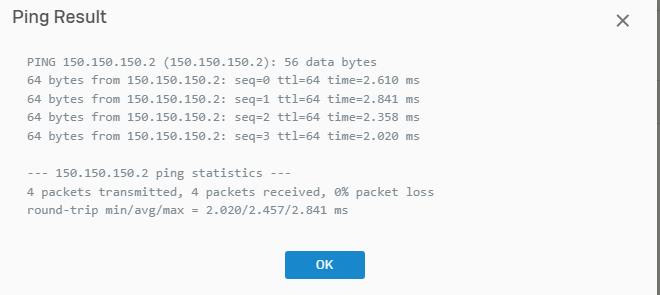 Ping Result
PING 150.150.150.2 (150.150.150.2): 56 data bytes
64 bytes from 150.150.150.2: seq=0 ttl=64 time=2.610 ms
64 bytes from 150.150.150.2: seq=1 ttl=64 time=2.841 ms
64 bytes from 150.150.150.2: seq=2 ttl=64 time=2.358 ms
64 bytes from 150.150.150.2: seq=3 ttl=64 time=2.020 ms
--- 150.150.150.2 ping statistics ---
4 packets transmitted, 4 packets received, 0% packet loss
round-trip min/avg/max = 2.020/2.457/2.841 ms
OK